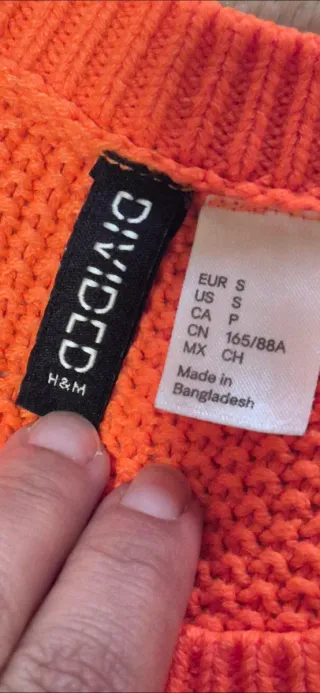 DIVIDED
H&M
EUR S
US S
CA P
CN 165/88A
MX CH
Made in
Bangladesh